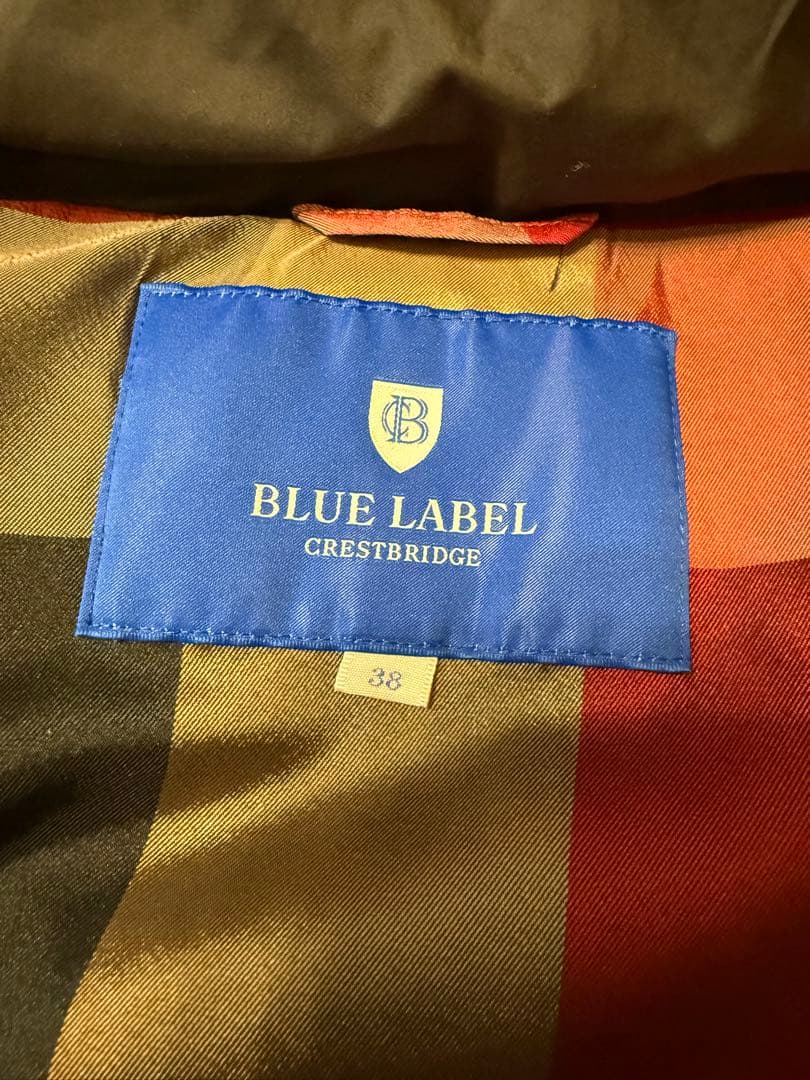 CB
BLUE LABEL
CRESTBRIDGE
38